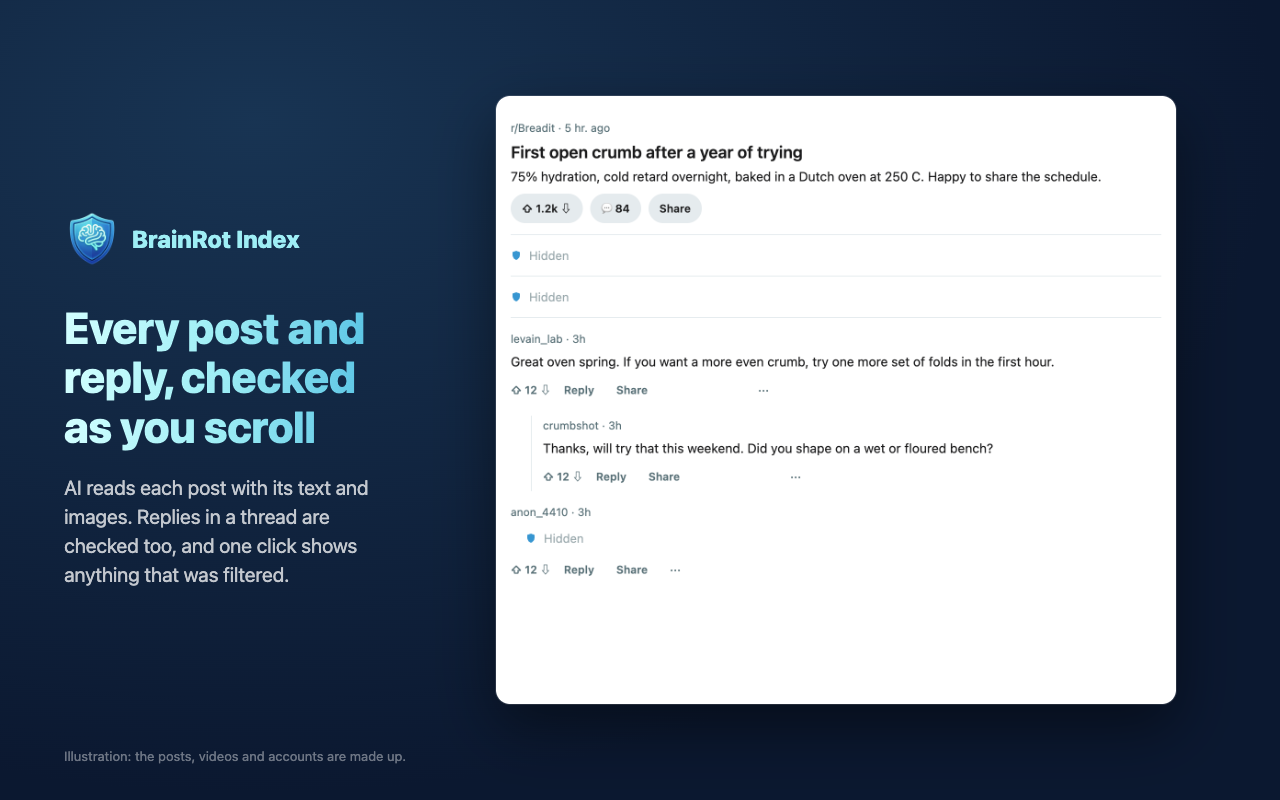 BrainRot Index
Every post and
reply, checked
as you scroll
AI reads each post with its text and
images. Replies in a thread are
checked too, and one click shows
anything that was filtered.
Illustration: the posts, videos and accounts are made up.
r/Breadit · 5 hr. ago
First open crumb after a year of trying
75% hydration, cold retard overnight, baked in a Dutch oven at 250 C. Happy to share the schedule.
1.2k 84 Share
Hidden
Hidden
levain_lab · 3h
Great oven spring. If you want a more even crumb, try one more set of folds in the first hour.
12 Reply Share ···
crumbshot · 3h
Thanks, will try that this weekend. Did you shape on a wet or floured bench?
12 Reply Share ···
anon_4410 · 3h
Hidden
12 Reply Share ···